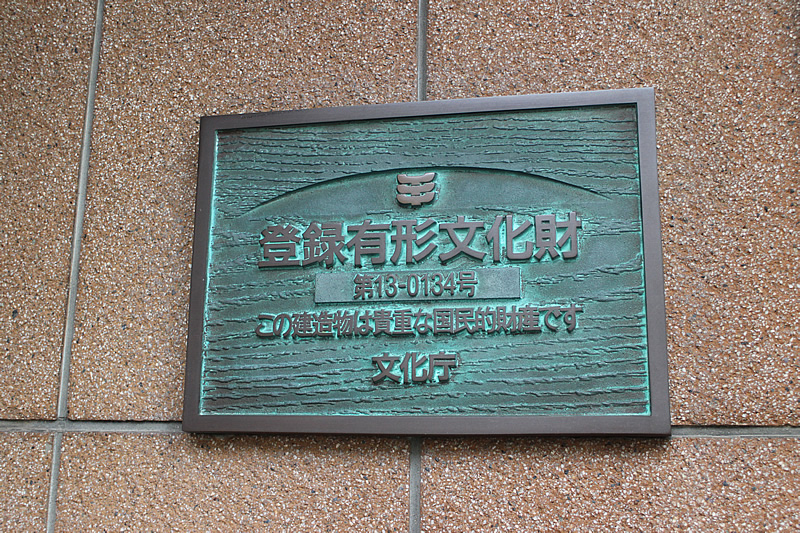 登録有形文化財
第13-0134号
この建造物は貴重な国民的財産です
文化庁